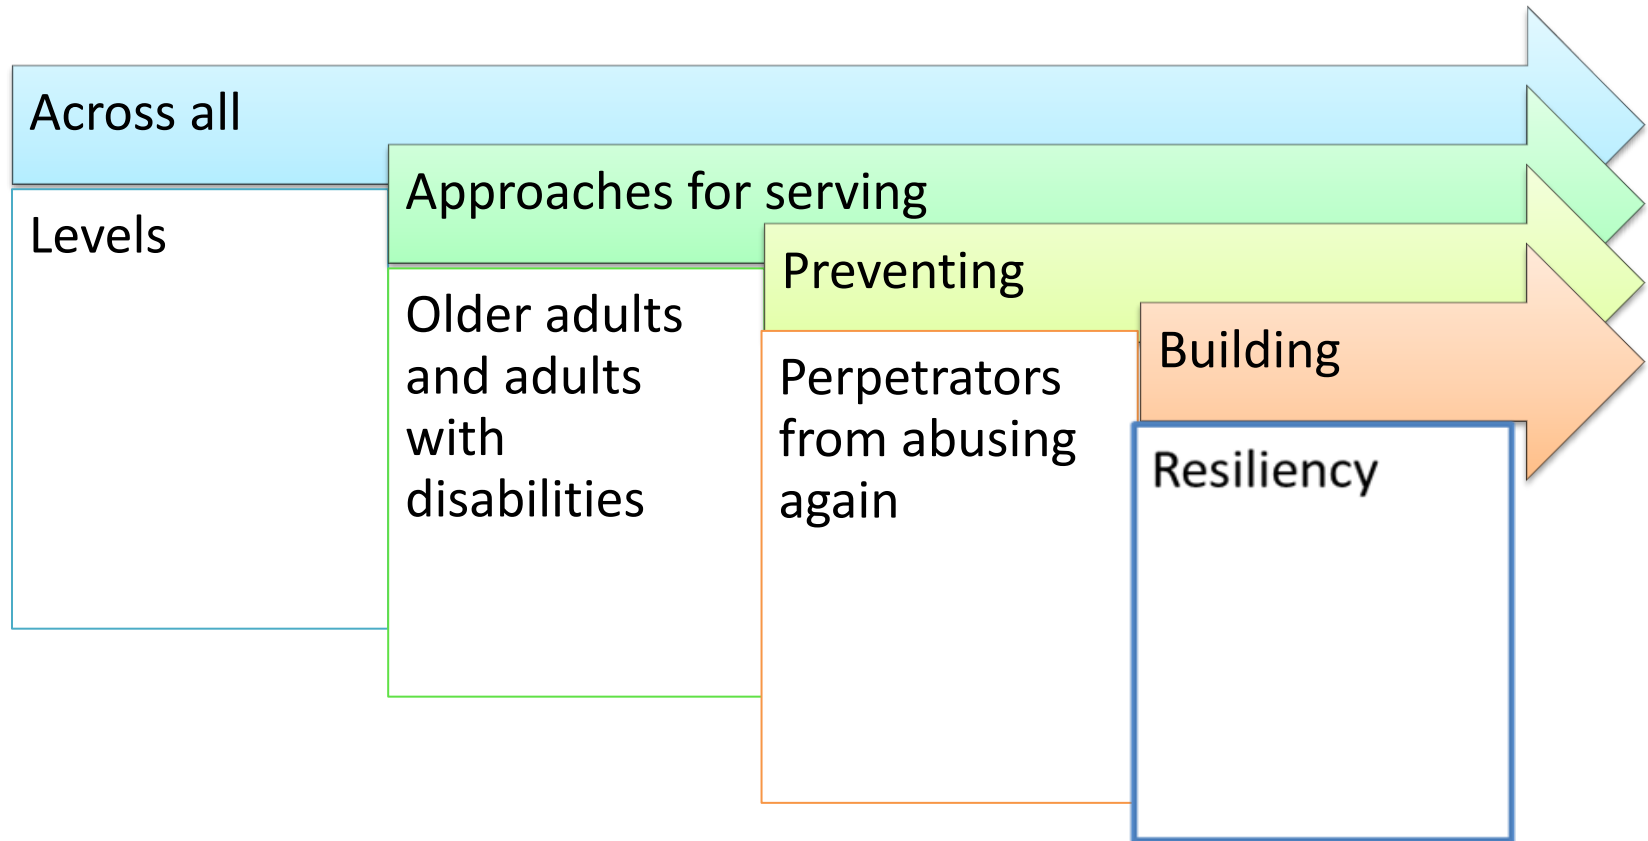 Across all
Levels
Approaches for serving
Older adults
and adults
with
disabilities
Preventing
Perpetrators
from abusing
again
Building
Resiliency